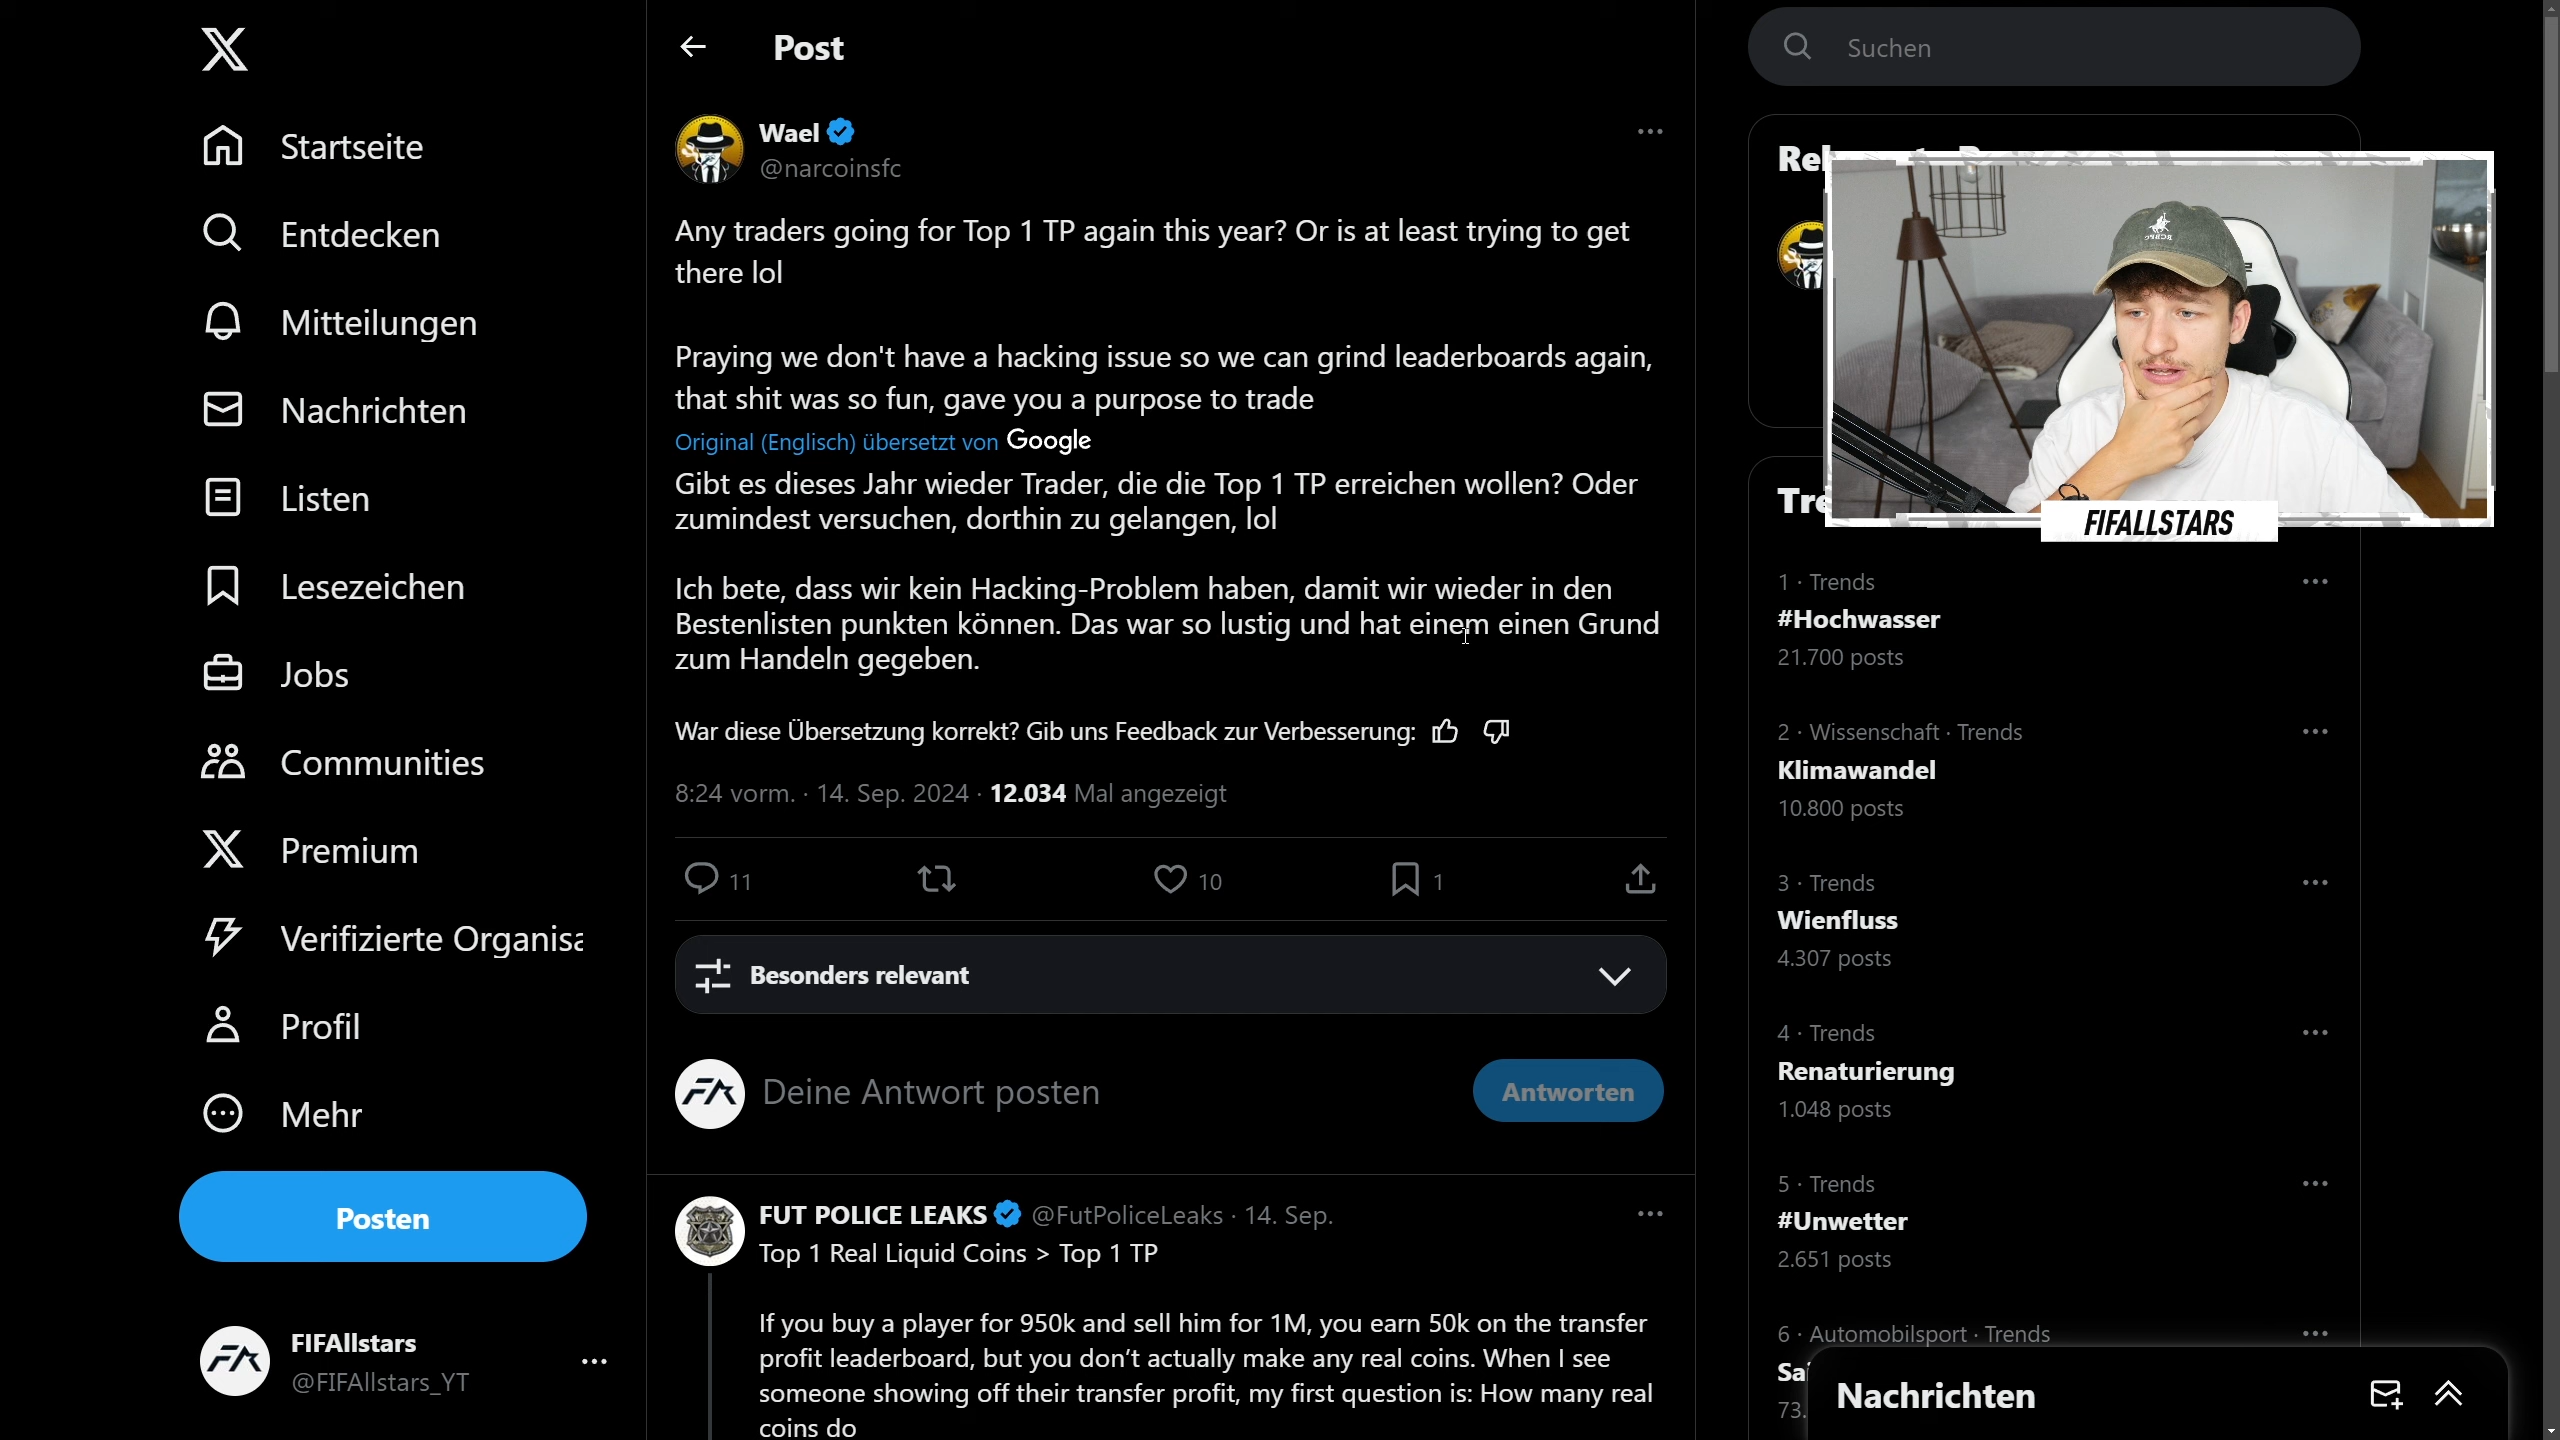 Startseite
Entdecken
Mitteilungen
Nachrichten
Listen
Lesezeichen
Jobs
Communities
Premium
Verifizierte Organisa
Profil
Mehr
Posten
FIFAllstars
@FIFAllstars_YT
Post
Wael
@narcoinsfc
Any traders going for Top 1 TP again this year? Or is at least trying to get
there lol
Praying we don't have a hacking issue so we can grind leaderboards again,
that shit was so fun, gave you a purpose to trade
Original (Englisch) übersetzt von Google
Gibt es dieses Jahr wieder Trader, die die Top 1 TP erreichen wollen? Oder
zumindest versuchen, dorthin zu gelangen, lol
Ich bete, dass wir kein Hacking-Problem haben, damit wir wieder in den
Bestenlisten punkten können. Das war so lustig und hat einem einen Grund
zum Handeln gegeben.
War diese Übersetzung korrekt? Gib uns Feedback zur Verbesserung:
8:24 vorm. · 14. Sep. 2024 · 12.034 Mal angezeigt
11
10
1
Besonders relevant
Deine Antwort posten
Antworten
FUT POLICE LEAKS @FutPoliceLeaks · 14. Sep.
Top 1 Real Liquid Coins > Top 1 TP
If you buy a player for 950k and sell him for 1M, you earn 50k on the transfer
profit leaderboard, but you don’t actually make any real coins. When I see
someone showing off their transfer profit, my first question is: How many real
coins do
Suchen
FIFALLSTARS
1 · Trends
#Hochwasser
21.700 posts
2 · Wissenschaft · Trends
Klimawandel
10.800 posts
3 · Trends
Wienfluss
4.307 posts
4 · Trends
Renaturierung
1.048 posts
5 · Trends
#Unwetter
2.651 posts
6 · Automobilsport · Trends
Sai
73.
Nachrichten